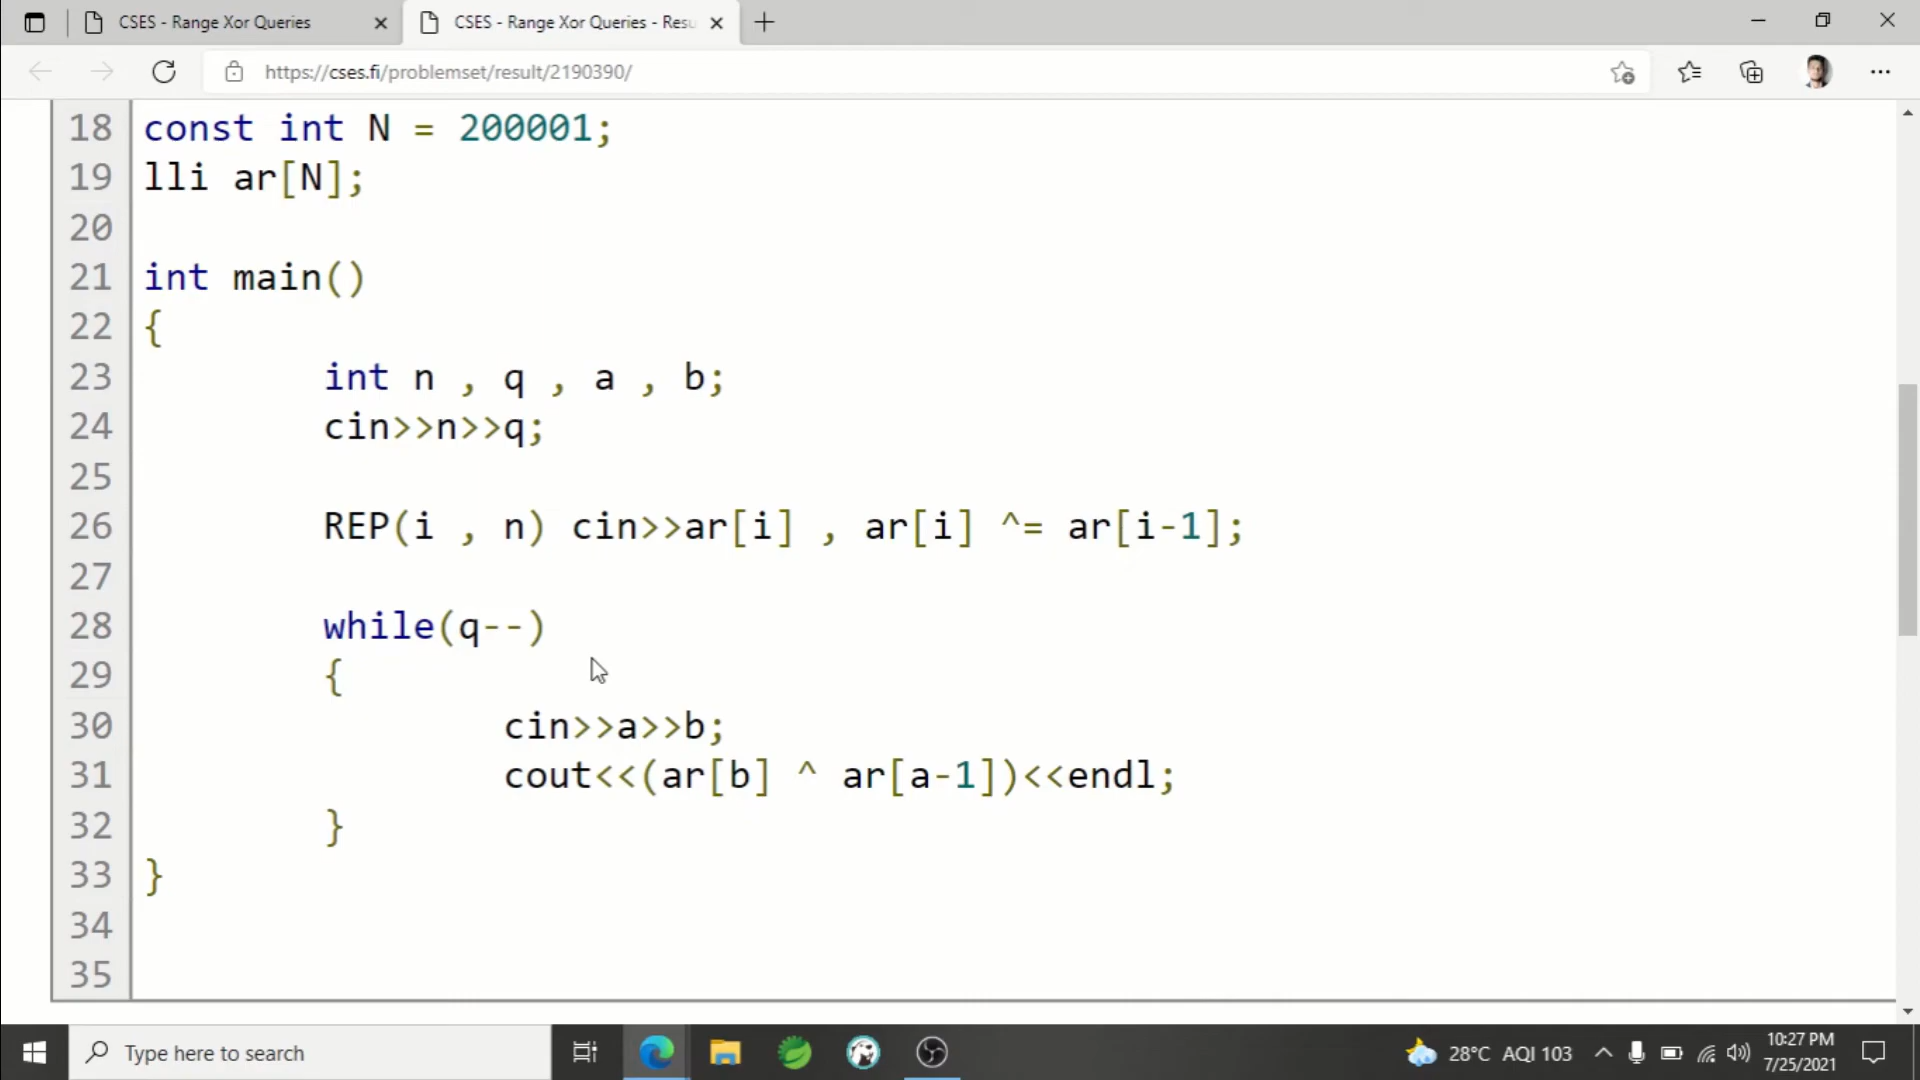 CSES - Range Xor Queries
CSES - Range Xor Queries - Resu
https://cses.fi/problemset/result/2190390/
18 const int N = 200001;
19 lli ar[N];
20
21 int main()
22 {
23 int n , q , a , b;
24 cin>>n>>q;
25
26 REP(i , n) cin>>ar[i] , ar[i] ^= ar[i-1];
27
28 while(q--)
29 {
30 cin>>a>>b;
31 cout<<(ar[b] ^ ar[a-1])<<endl;
32 }
33 }
34
35
Type here to search
28°C AQI 103
10:27 PM
7/25/2021